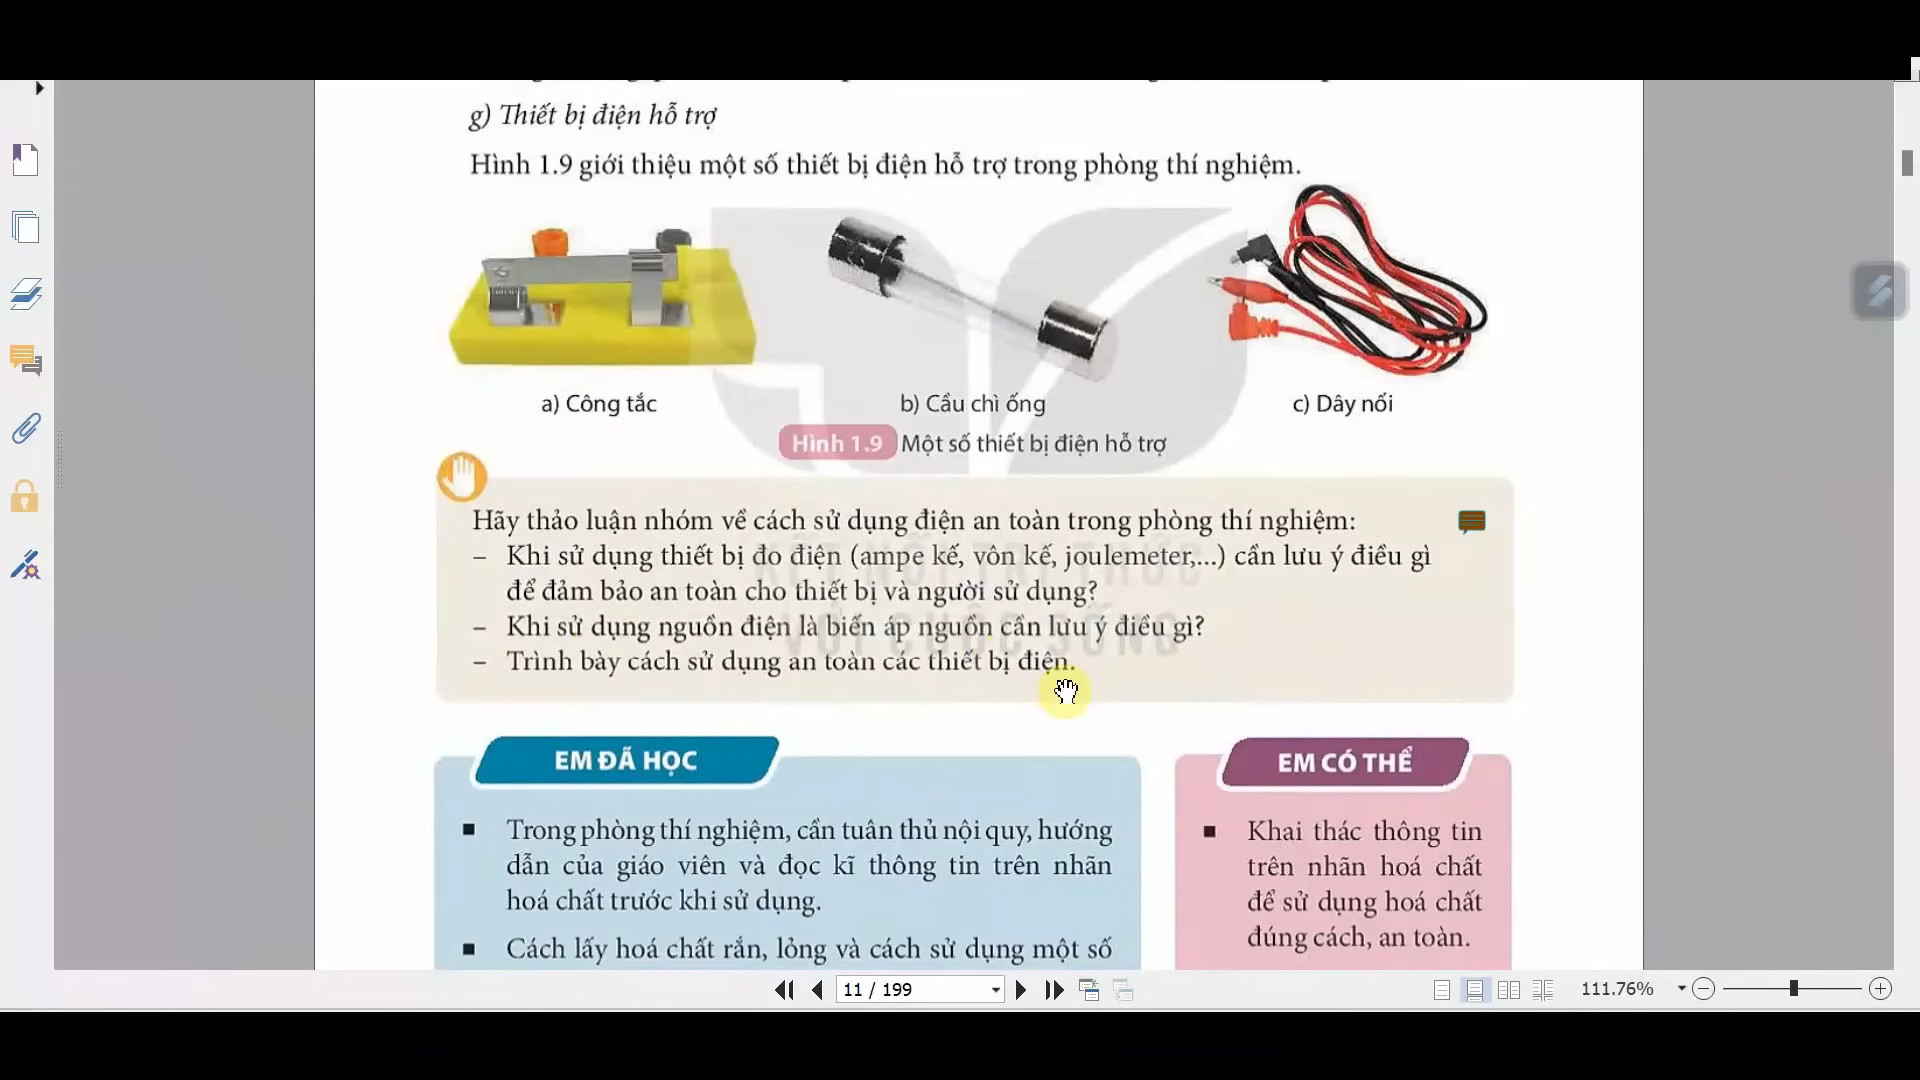 g) Thiết bị điện hỗ trợ
Hình 1.9 giới thiệu một số thiết bị điện hỗ trợ trong phòng thí nghiệm.
a) Công tắc
b) Cầu chì ống
c) Dây nối
Hình 1.9 Một số thiết bị điện hỗ trợ
Hãy thảo luận nhóm về cách sử dụng điện an toàn trong phòng thí nghiệm:
– Khi sử dụng thiết bị đo điện (ampe kế, vôn kế, joulemeter,...) cần lưu ý điều gì
để đảm bảo an toàn cho thiết bị và người sử dụng?
– Khi sử dụng nguồn điện là biến áp nguồn cần lưu ý điều gì?
– Trình bày cách sử dụng an toàn các thiết bị điện.
KẾT NỐI TRI THỨC
VỚI CUỘC SỐNG
EM ĐÃ HỌC
▪ Trong phòng thí nghiệm, cần tuân thủ nội quy, hướng
dẫn của giáo viên và đọc kĩ thông tin trên nhãn
hoá chất trước khi sử dụng.
▪ Cách lấy hoá chất rắn, lỏng và cách sử dụng một số
EM CÓ THỂ
▪ Khai thác thông tin
trên nhãn hoá chất
để sử dụng hoá chất
đúng cách, an toàn.
11 / 199
111.76%